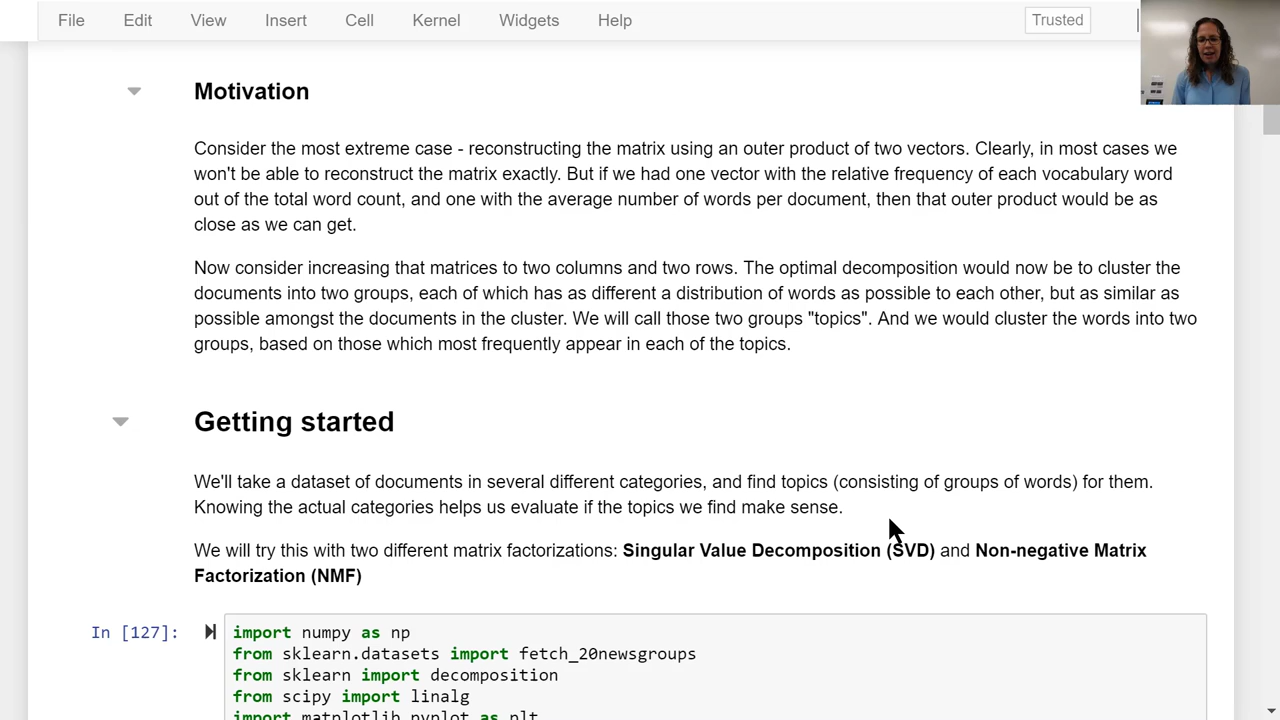 File Edit View Insert Cell Kernel Widgets Help Trusted
Motivation
Consider the most extreme case - reconstructing the matrix using an outer product of two vectors. Clearly, in most cases we
won't be able to reconstruct the matrix exactly. But if we had one vector with the relative frequency of each vocabulary word
out of the total word count, and one with the average number of words per document, then that outer product would be as
close as we can get.
Now consider increasing that matrices to two columns and two rows. The optimal decomposition would now be to cluster the
documents into two groups, each of which has as different a distribution of words as possible to each other, but as similar as
possible amongst the documents in the cluster. We will call those two groups "topics". And we would cluster the words into two
groups, based on those which most frequently appear in each of the topics.
Getting started
We'll take a dataset of documents in several different categories, and find topics (consisting of groups of words) for them.
Knowing the actual categories helps us evaluate if the topics we find make sense.
We will try this with two different matrix factorizations: Singular Value Decomposition (SVD) and Non-negative Matrix
Factorization (NMF)
In [127]: import numpy as np
from sklearn.datasets import fetch_20newsgroups
from sklearn import decomposition
from scipy import linalg
import matplotlib.pyplot as plt